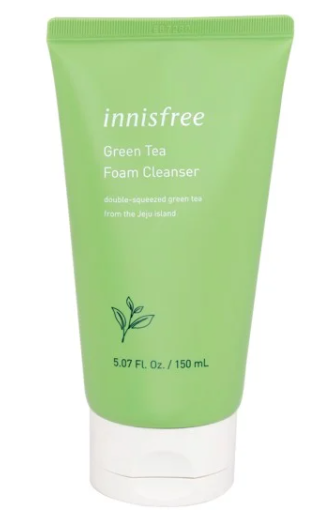 innisfree
Green Tea
Foam Cleanser
double-squeezed green tea
from the Jeju island
5.07 Fl. Oz. / 150 mL